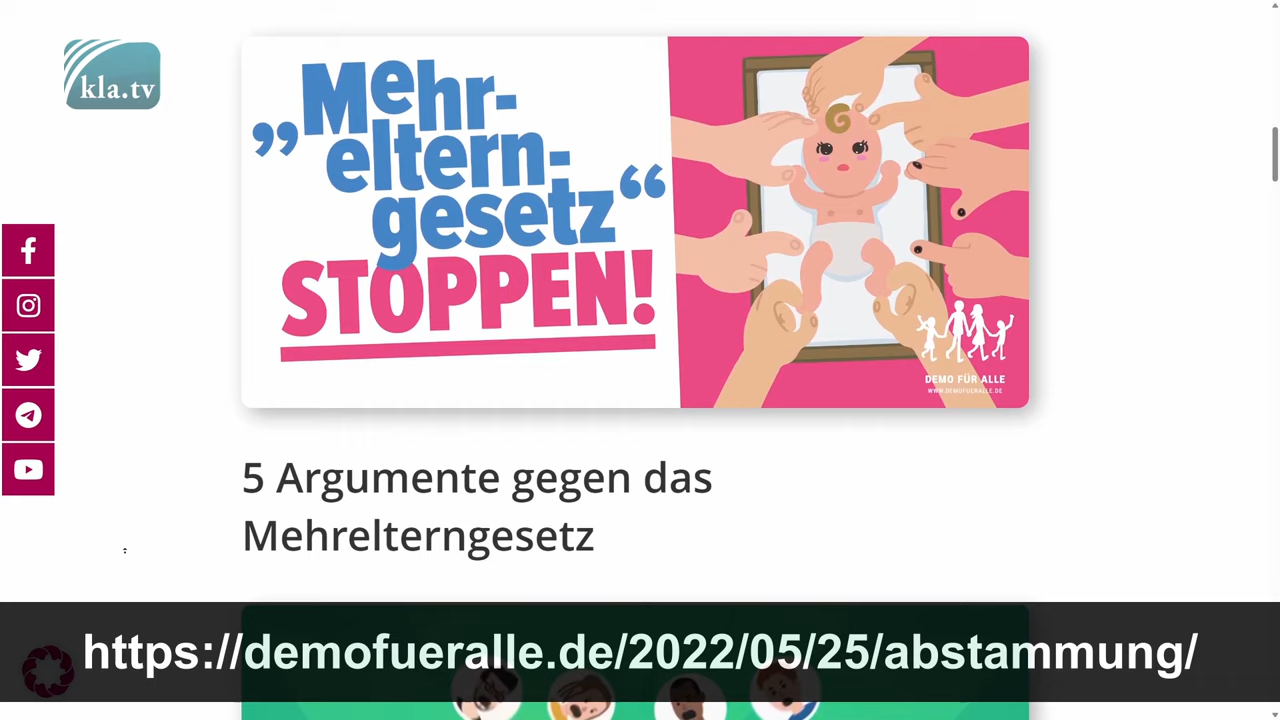 kla.tv
„Mehr-
eltern-
gesetz“
STOPPEN!
DEMO FÜR ALLE
WWW.DEMOFUERALLE.DE
5 Argumente gegen das
Mehrelterngesetz
https://demofueralle.de/2022/05/25/abstammung/